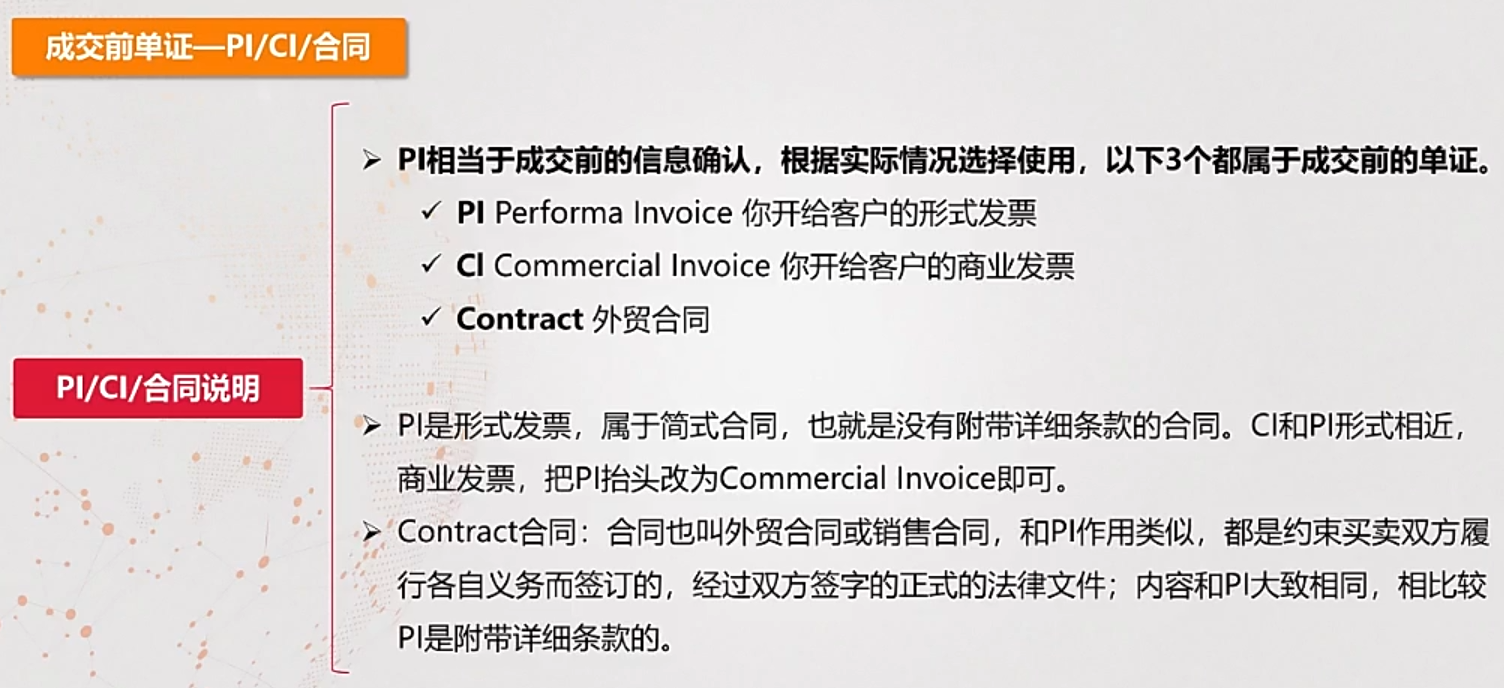 成交前单证—PI/CI/合同
PI相当于成交前的信息确认，根据实际情况选择使用，以下3个都属于成交前的单证。
PI Performa Invoice 你开给客户的形式发票
CI Commercial Invoice 你开给客户的商业发票
Contract 外贸合同
PI/CI/合同说明
PI是形式发票，属于简式合同，也就是没有附带详细条款的合同。CI和PI形式相近，
商业发票，把PI抬头改为Commercial Invoice即可。
Contract合同：合同也叫外贸合同或销售合同，和PI作用类似，都是约束买卖双方履
行各自义务而签订的，经过双方签字的正式的法律文件；内容和PI大致相同，相比较
PI是附带详细条款的。